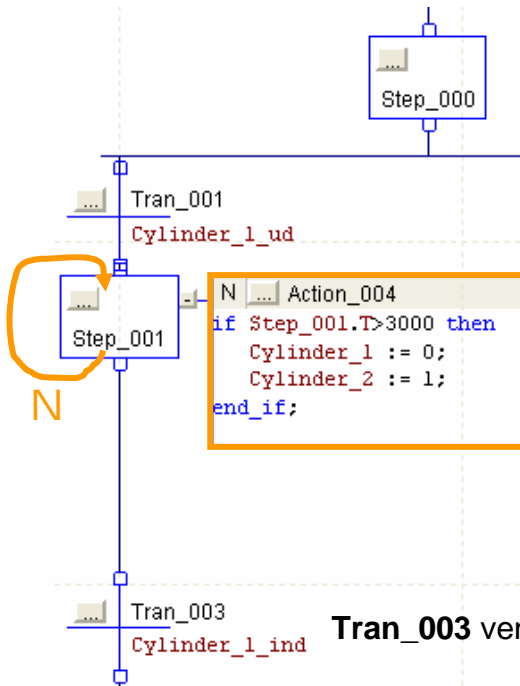 ...
Step_000
... Tran_001
Cylinder_1_ud
N ... Action_004
...
Step_001
if Step_001.T>3000 then
Cylinder_1 := 0;
Cylinder_2 := 1;
end_if;
N
... Tran_003
Cylinder_1_ind
Tran_003 ver